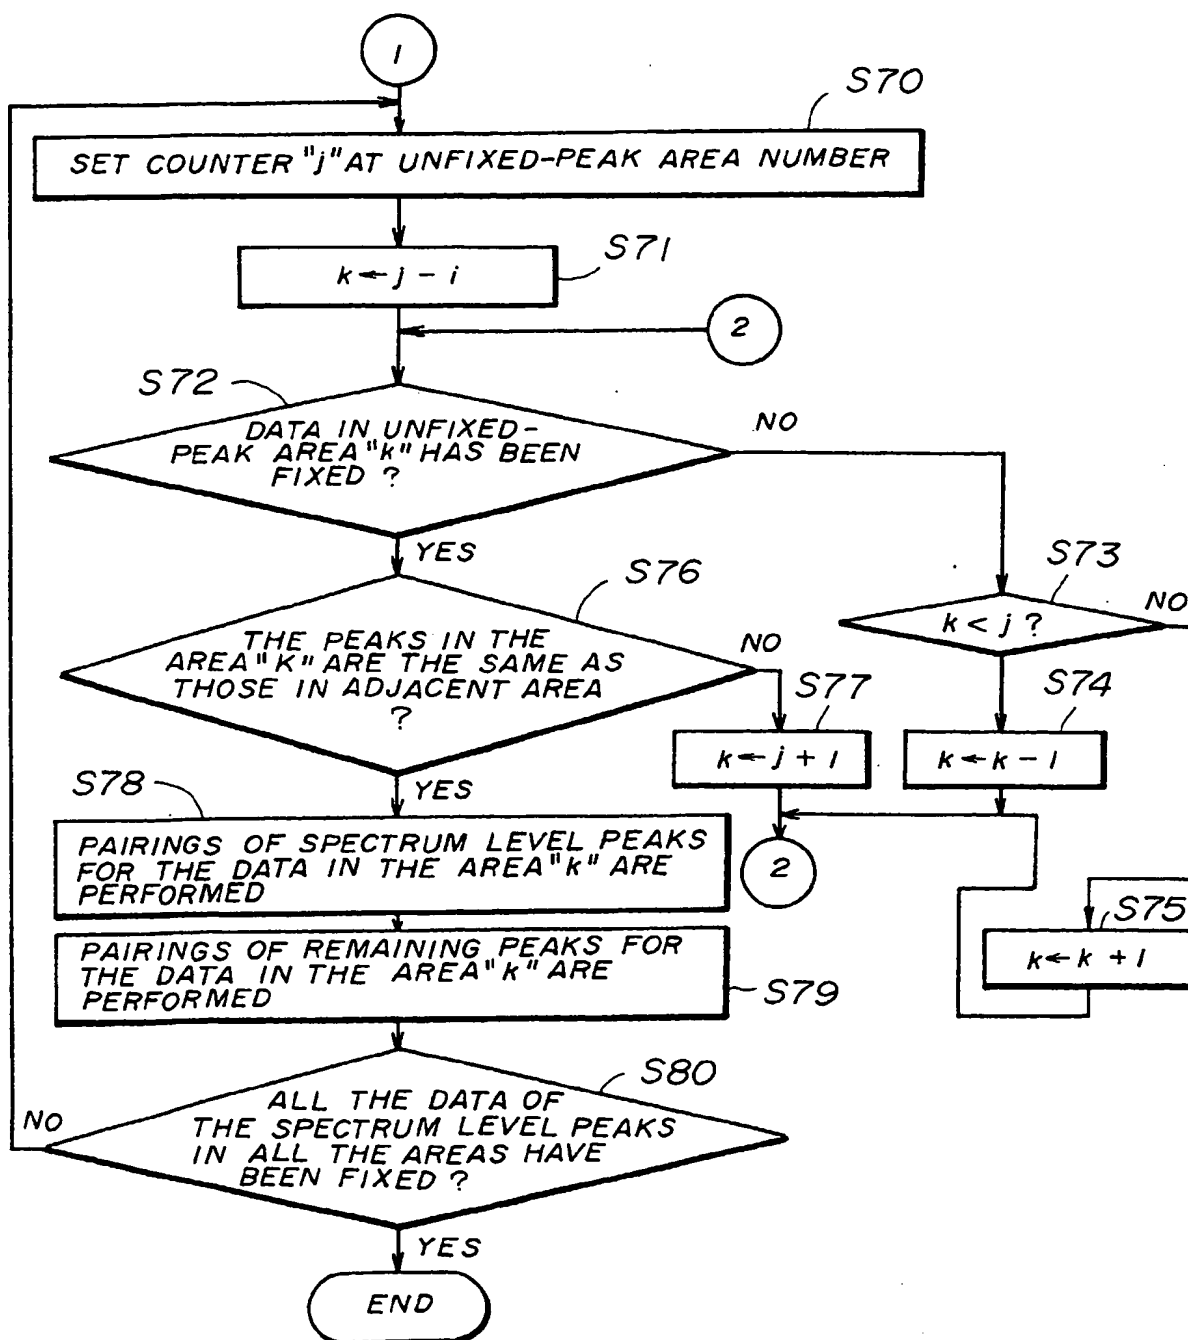 1
S70
SET COUNTER "j" AT UNFIXED-PEAK AREA NUMBER
S71
k ← j - i
2
S72
DATA IN UNFIXED-
PEAK AREA "k" HAS BEEN
FIXED ?
NO
YES
S73
k < j ?
NO
S76
THE PEAKS IN THE
AREA "K" ARE THE SAME AS
THOSE IN ADJACENT AREA
?
NO
YES
S77
k ← j + 1
S74
k ← k - 1
2
S75
k ← k + 1
S78
PAIRINGS OF SPECTRUM LEVEL PEAKS
FOR THE DATA IN THE AREA "k" ARE
PERFORMED
PAIRINGS OF REMAINING PEAKS FOR
THE DATA IN THE AREA "k" ARE
PERFORMED
S79
S80
ALL THE DATA OF
THE SPECTRUM LEVEL PEAKS
IN ALL THE AREAS HAVE
BEEN FIXED ?
NO
YES
END